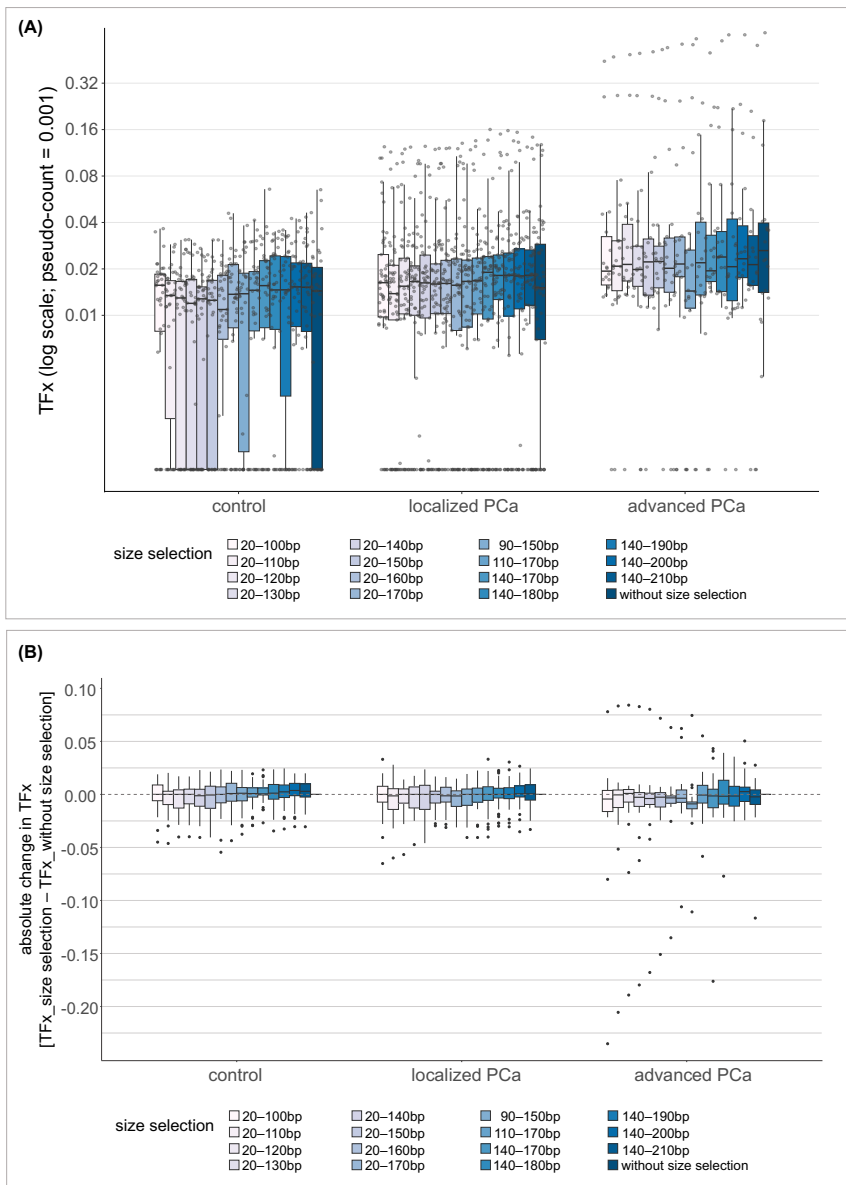 (A)
TFx (log scale; pseudo-count = 0.001)
0.32
0.16
0.08
0.04
0.02
0.01
control localized PCa advanced PCa
size selection
20–100bp 20–140bp 90–150bp 140–190bp
20–110bp 20–150bp 110–170bp 140–200bp
20–120bp 20–160bp 140–170bp 140–210bp
20–130bp 20–170bp 140–180bp without size selection
(B)
absolute change in TFx
[TFx_size selection – TFx_without size selection]
0.10
0.05
0.00
-0.05
-0.10
-0.15
-0.20
control localized PCa advanced PCa
size selection
20–100bp 20–140bp 90–150bp 140–190bp
20–110bp 20–150bp 110–170bp 140–200bp
20–120bp 20–160bp 140–170bp 140–210bp
20–130bp 20–170bp 140–180bp without size selection